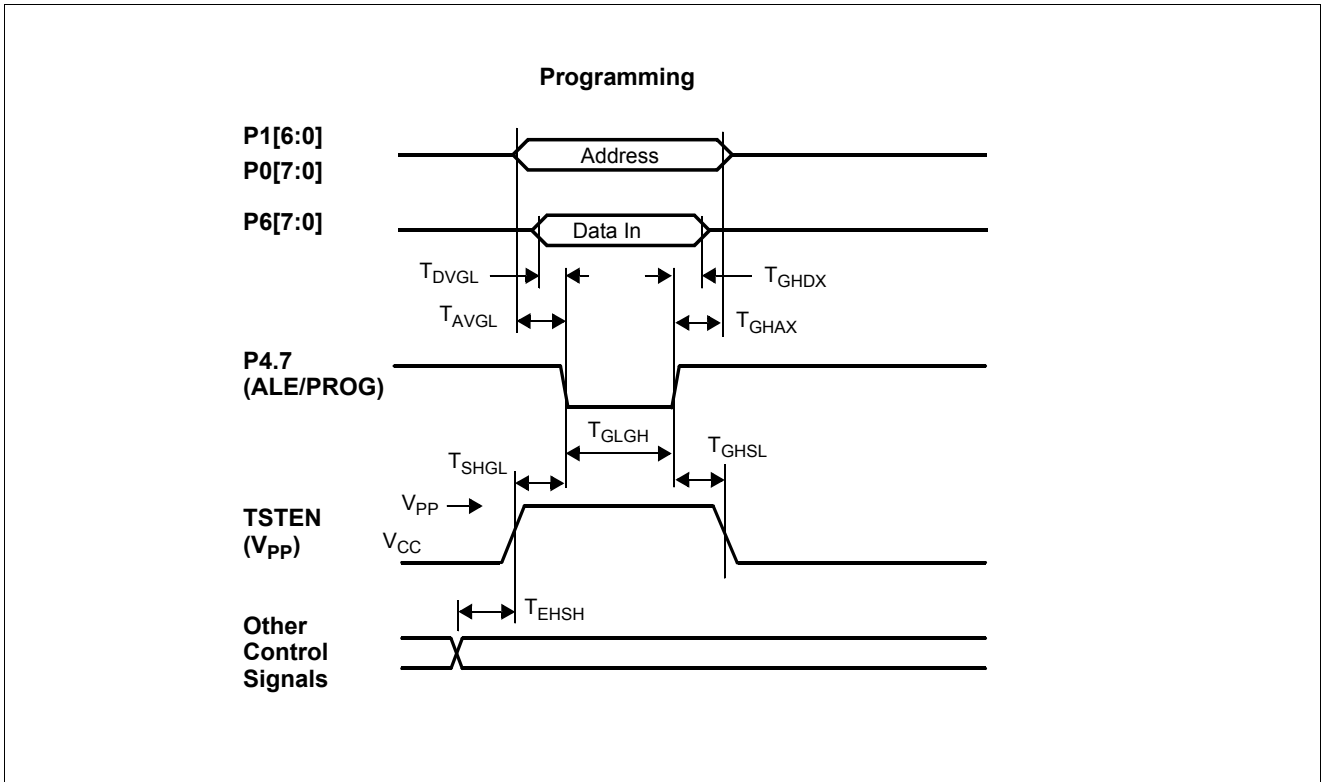 Programming
P1[6:0]
P0[7:0]
Address
P6[7:0]
Data In
TDVGL
TGHDX
TAVGL
TGHAX
P4.7
(ALE/PROG)
TGLGH
TSHGL
TGHSL
VPP
TSTEN
(VPP)
VCC
TEHSH
Other
Control
Signals